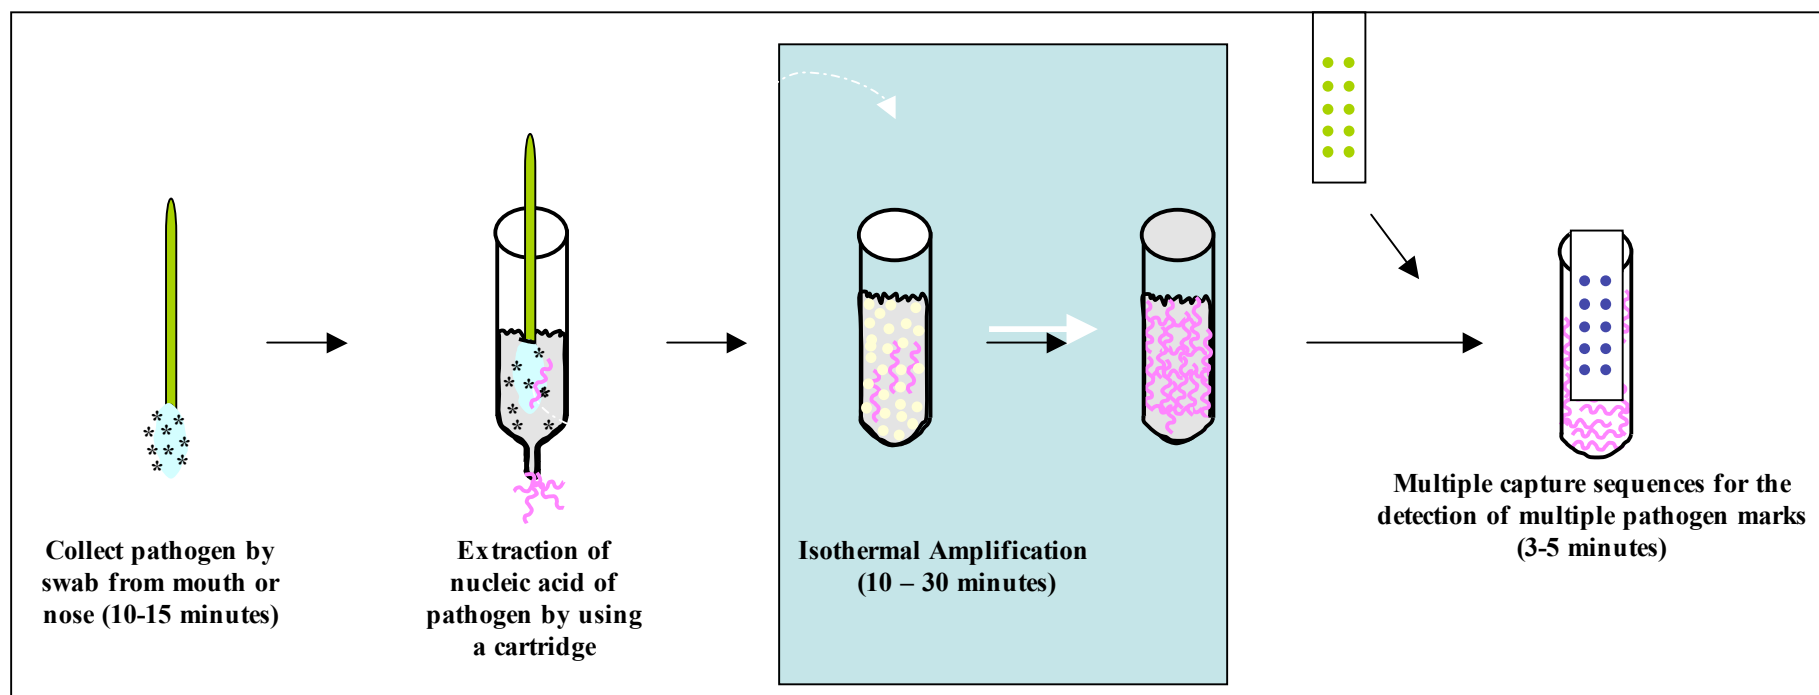 Collect pathogen by
swab from mouth or
nose (10-15 minutes)
Extraction of
nucleic acid of
pathogen by using
a cartridge
Isothermal Amplification
(10 – 30 minutes)
Multiple capture sequences for the
detection of multiple pathogen marks
(3-5 minutes)